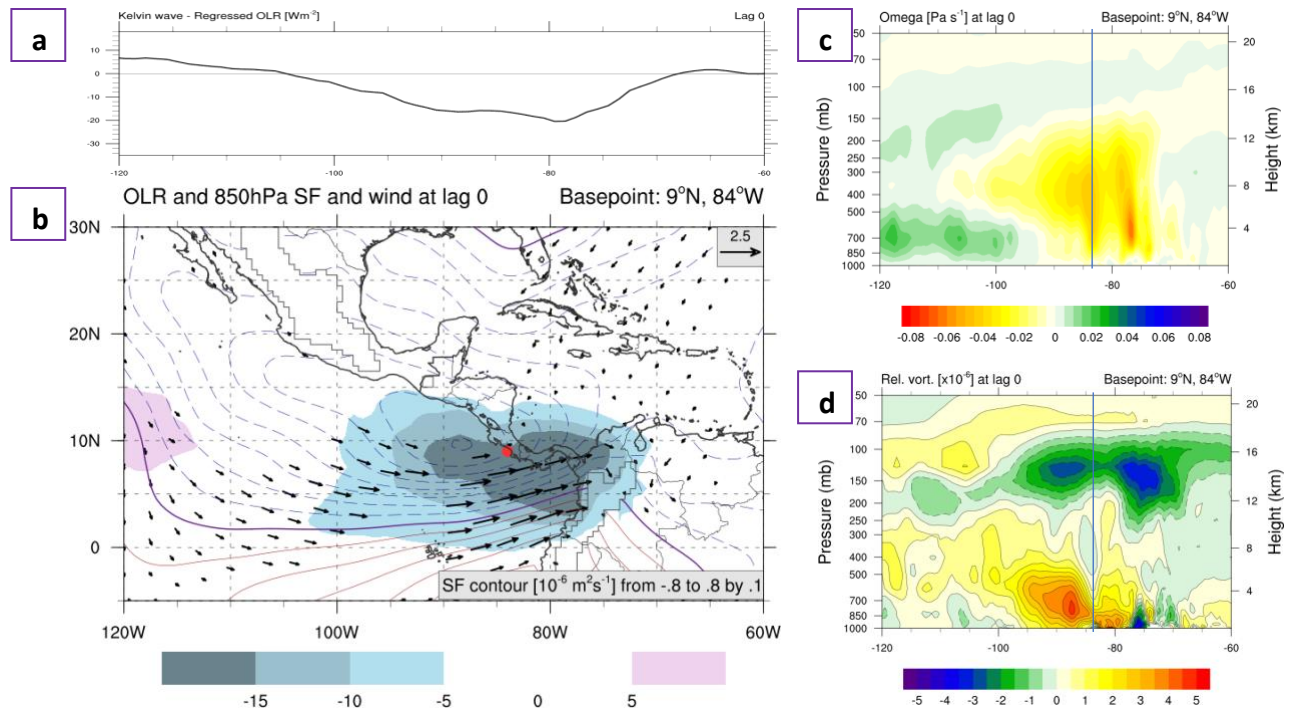 a
Kelvin wave - Regressed OLR [Wm⁻²] Lag 0
10
0
-10
-20
-30
-120 -100 -80 -60
b
OLR and 850hPa SF and wind at lag 0 Basepoint: 9°N, 84°W
2.5
30N
20N
10N
0
SF contour [10⁻⁶ m²s⁻¹] from -.8 to .8 by .1
120W 100W 80W 60W
-15 -10 -5 0 5
c
Omega [Pa s⁻¹] at lag 0 Basepoint: 9°N, 84°W
Pressure (mb)
50
70
100
150
200
250
300
400
500
700
850
1000
20
16
12
8
4
Height (km)
-120 -100 -80 -60
-0.08 -0.06 -0.04 -0.02 0 0.02 0.04 0.06 0.08
d
Rel. vort. [x10⁻⁶] at lag 0 Basepoint: 9°N, 84°W
Pressure (mb)
50
70
100
150
200
250
300
400
500
700
850
1000
20
16
12
8
4
Height (km)
-120 -100 -80 -60
-5 -4 -3 -2 -1 0 1 2 3 4 5